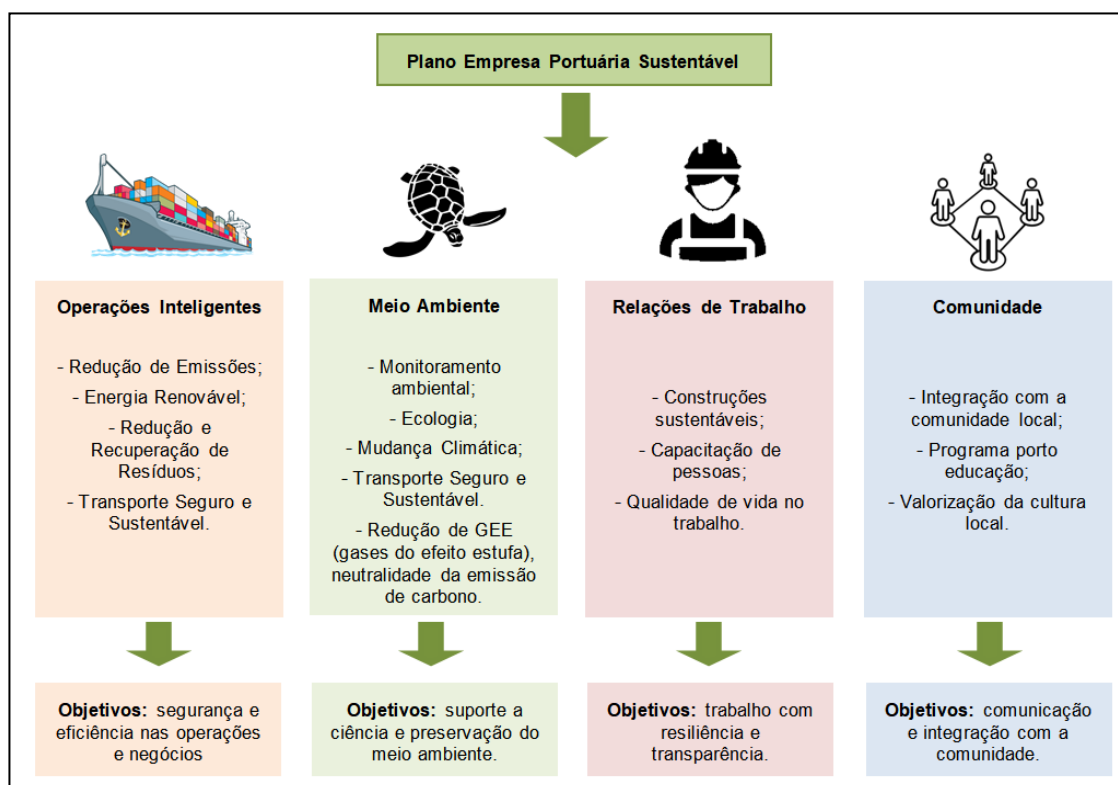 Plano Empresa Portuária Sustentável
Operações Inteligentes
- Redução de Emissões;
- Energia Renovável;
- Redução e
Recuperação de
Resíduos;
- Transporte Seguro e
Sustentável.
Objetivos: segurança e
eficiência nas operações
e negócios
Meio Ambiente
- Monitoramento
ambiental;
- Ecologia;
- Mudança Climática;
- Transporte Seguro e
Sustentável.
- Redução de GEE
(gases do efeito estufa),
neutralidade da emissão
de carbono.
Objetivos: suporte a
ciência e preservação do
meio ambiente.
Relações de Trabalho
- Construções
sustentáveis;
- Capacitação de
pessoas;
- Qualidade de vida no
trabalho.
Objetivos: trabalho com
resiliência e
transparência.
Comunidade
- Integração com a
comunidade local;
- Programa porto
educação;
- Valorização da cultura
local.
Objetivos: comunicação
e integração com a
comunidade.